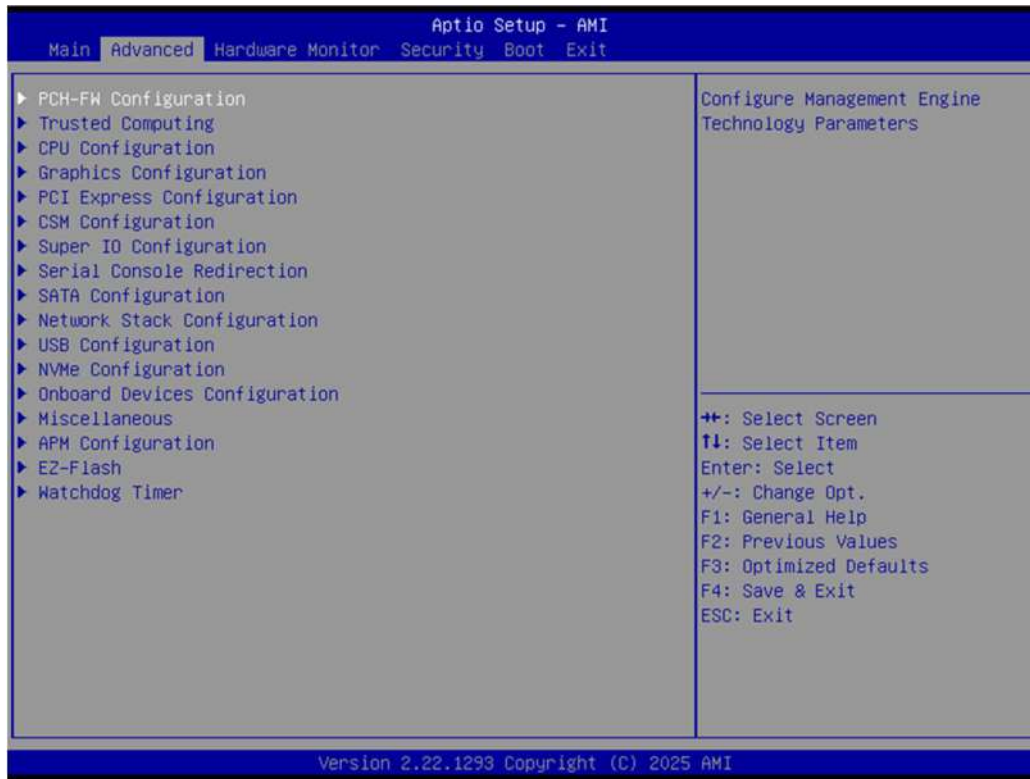 Aptio Setup - AMI
Main Advanced Hardware Monitor Security Boot Exit
PCH-FW Configuration
Trusted Computing
CPU Configuration
Graphics Configuration
PCI Express Configuration
CSM Configuration
Super IO Configuration
Serial Console Redirection
SATA Configuration
Network Stack Configuration
USB Configuration
NVMe Configuration
Onboard Devices Configuration
Miscellaneous
APM Configuration
EZ-Flash
Watchdog Timer
Configure Management Engine
Technology Parameters
→←: Select Screen
↑↓: Select Item
Enter: Select
+/-: Change Opt.
F1: General Help
F2: Previous Values
F3: Optimized Defaults
F4: Save & Exit
ESC: Exit
Version 2.22.1293 Copyright (C) 2025 AMI